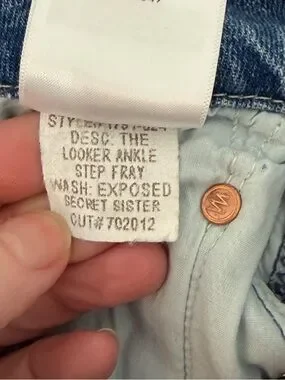 DESC: THE
LOOKER ANKLE
STEP FRAY
WASH: EXPOSED
SECRET SISTER
CUT# 702012